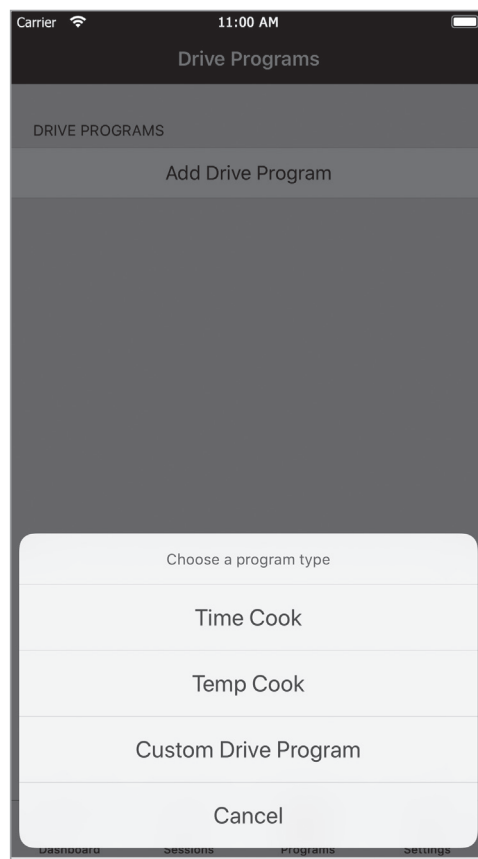 Carrier 11:00 AM
Drive Programs
DRIVE PROGRAMS
Add Drive Program
Choose a program type
Time Cook
Temp Cook
Custom Drive Program
Cancel
Dashboard Sessions Programs Settings